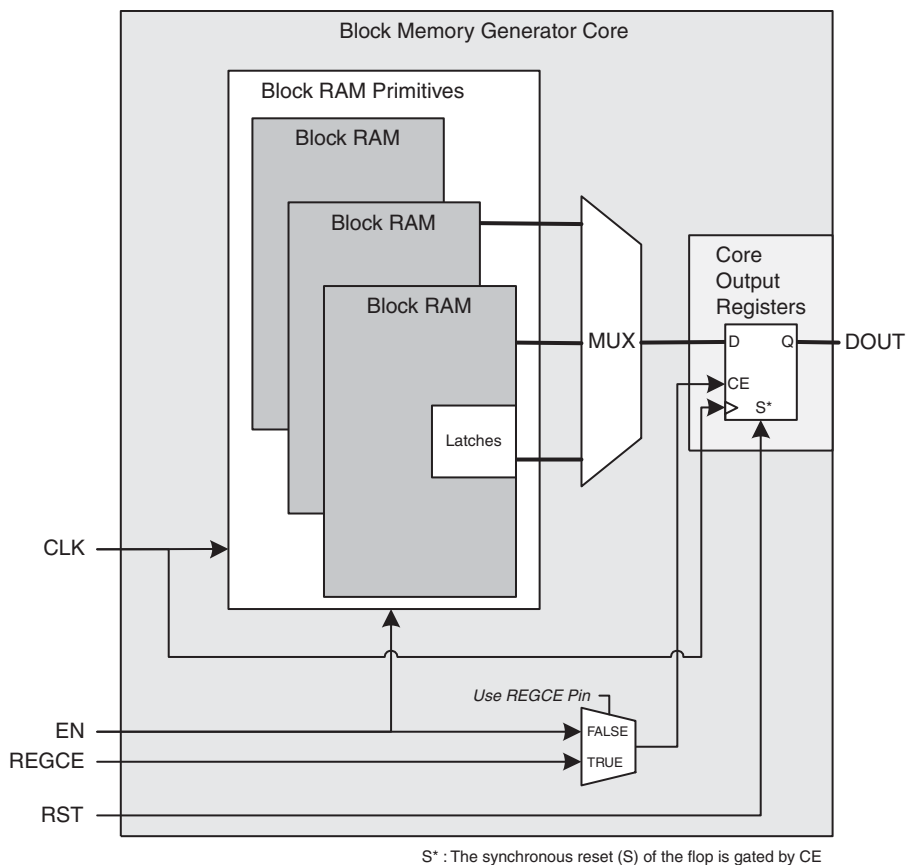 Block Memory Generator Core
Block RAM Primitives
Block RAM
Block RAM
Block RAM
Latches
MUX
Core
Output
Registers
D
Q
CE
S*
DOUT
CLK
EN
REGCE
RST
Use REGCE Pin
FALSE
TRUE
S* : The synchronous reset (S) of the flop is gated by CE